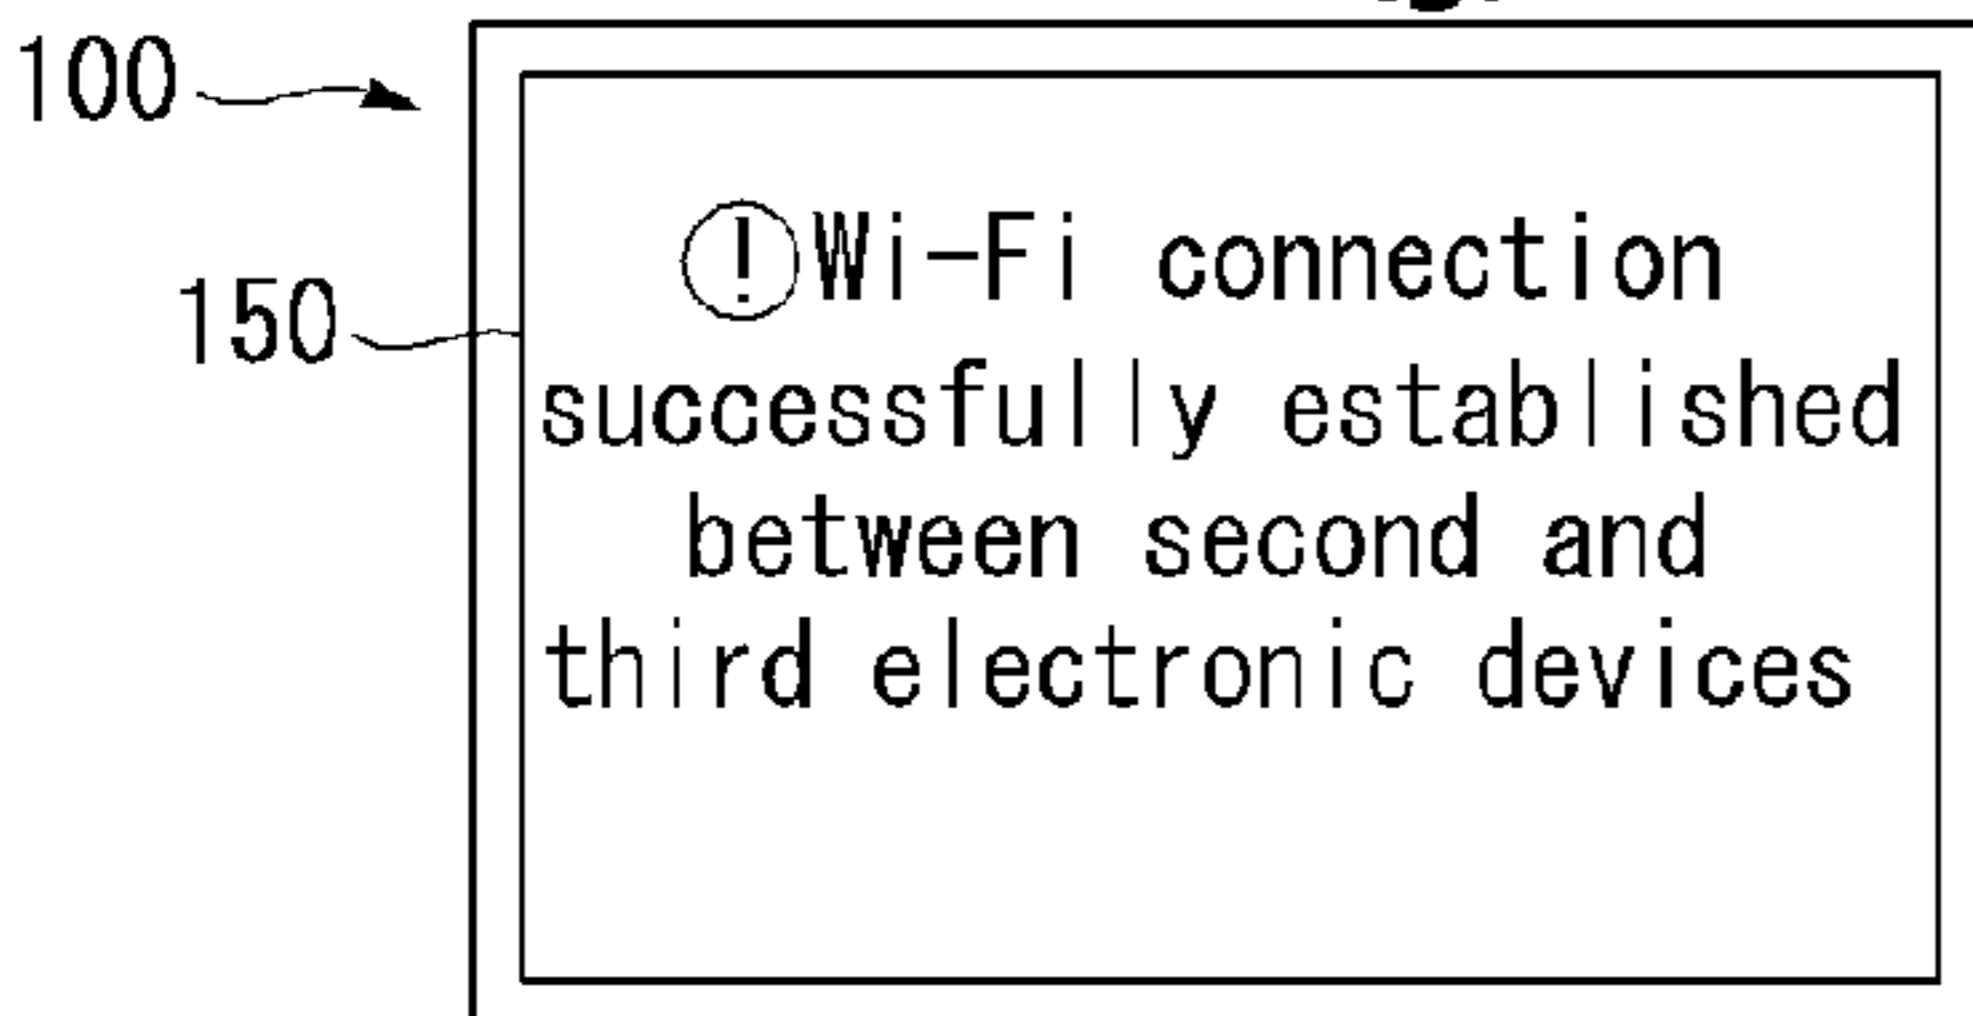 100
!Wi-Fi connection
150
successfully established
between second and
third electronic devices